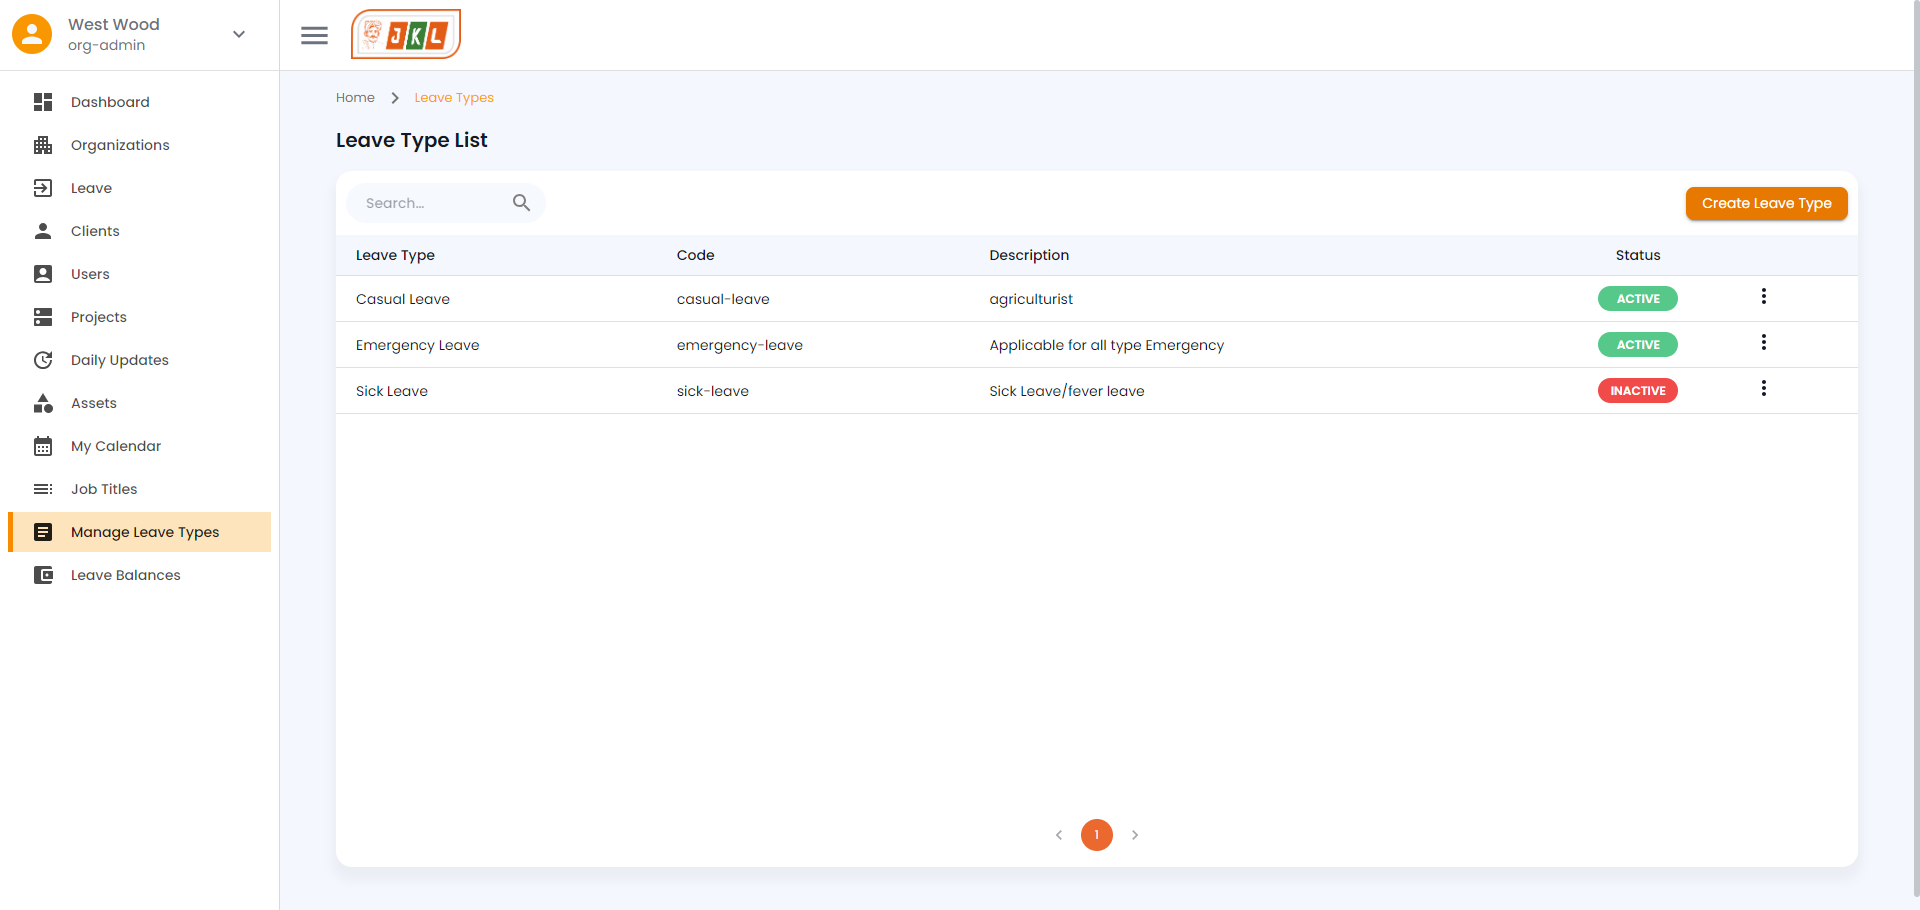 West Wood
org-admin
JKL
Dashboard
Organizations
Leave
Clients
Users
Projects
Daily Updates
Assets
My Calendar
Job Titles
Manage Leave Types
Leave Balances
Home Leave Types
Leave Type List
Search...
Create Leave Type
Leave Type Code Description Status
Casual Leave casual-leave agriculturist ACTIVE
Emergency Leave emergency-leave Applicable for all type Emergency ACTIVE
Sick Leave sick-leave Sick Leave/fever leave INACTIVE
1